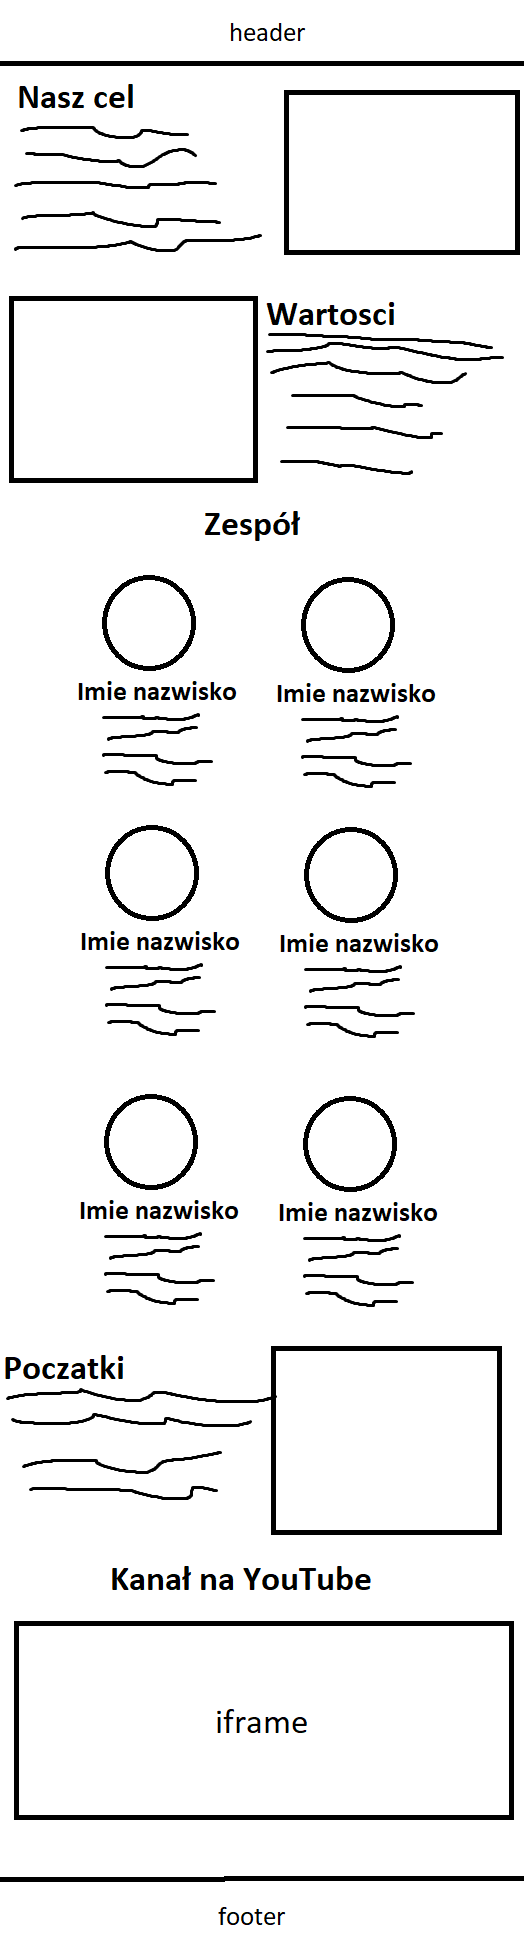 header
Nasz cel
Wartosci
Zespół
Imie nazwisko
Imie nazwisko
Imie nazwisko
Imie nazwisko
Imie nazwisko
Imie nazwisko
Poczatki
Kanał na YouTube
iframe
footer